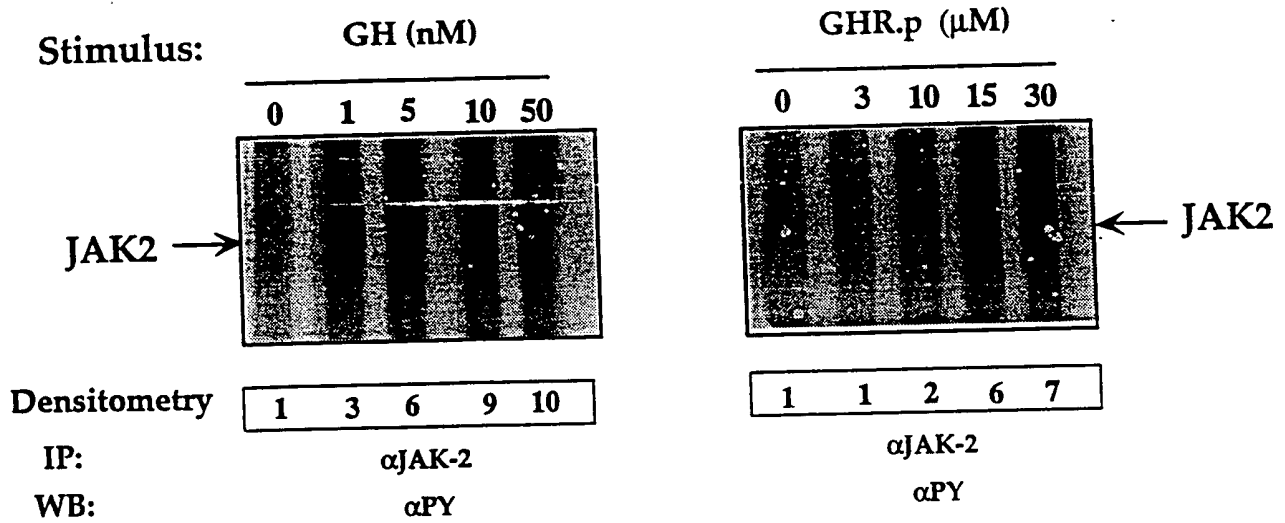 Stimulus:
GH (nM)
0 1 5 10 50
JAK2
GHR.p (μM)
0 3 10 15 30
JAK2
Densitometry
1 3 6 9 10
1 1 2 6 7
IP:
αJAK-2
αJAK-2
WB:
αPY
αPY